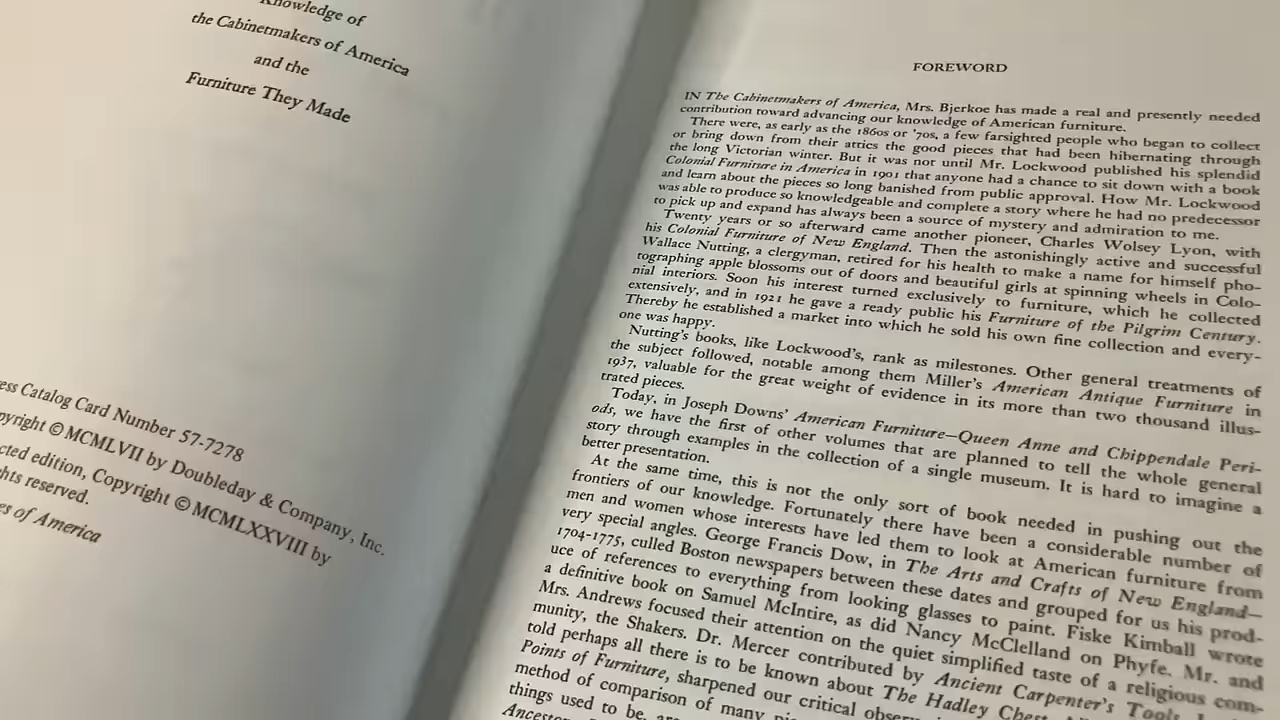 Knowledge of
the Cabinetmakers of America
and the
Furniture They Made
ess Catalog Card Number 57-7278
pyright © MCMLVII by Doubleday & Company, Inc.
cted edition, Copyright © MCMLXXVIII by
ghts reserved.
es of America
FOREWORD
IN The Cabinetmakers of America, Mrs. Bjerkoe has made a real and presently needed
contribution toward advancing our knowledge of American furniture.
There were, as early as the 1860s or '70s, a few farsighted people who began to collect
or bring down from their attics the good pieces that had been hibernating through
the long Victorian winter. But it was not until Mr. Lockwood published his splendid
Colonial Furniture in America in 1901 that anyone had a chance to sit down with a book
and learn about the pieces so long banished from public approval. How Mr. Lockwood
was able to produce so knowledgeable and complete a story where he had no predecessor
to pick up and expand has always been a source of mystery and admiration to me.
Twenty years or so afterward came another pioneer, Charles Wolsey Lyon, with
his Colonial Furniture of New England. Then the astonishingly active and successful
Wallace Nutting, a clergyman, retired for his health to make a name for himself pho-
tographing apple blossoms out of doors and beautiful girls at spinning wheels in Colo-
nial interiors. Soon his interest turned exclusively to furniture, which he collected
extensively, and in 1921 he gave a ready public his Furniture of the Pilgrim Century.
Thereby he established a market into which he sold his own fine collection and every-
one was happy.
Nutting's books, like Lockwood's, rank as milestones. Other general treatments of
the subject followed, notable among them Miller's American Antique Furniture in
1937, valuable for the great weight of evidence in its more than two thousand illus-
trated pieces.
Today, in Joseph Downs' American Furniture—Queen Anne and Chippendale Peri-
ods, we have the first of other volumes that are planned to tell the whole general
story through examples in the collection of a single museum. It is hard to imagine a
better presentation.
At the same time, this is not the only sort of book needed in pushing out the
frontiers of our knowledge. Fortunately there have been a considerable number of
men and women whose interests have led them to look at American furniture from
very special angles. George Francis Dow, in The Arts and Crafts of New England—
1704-1775, culled Boston newspapers between these dates and grouped for us his prod-
uce of references to everything from looking glasses to paint. Fiske Kimball wrote
a definitive book on Samuel McIntire, as did Nancy McClelland on Phyfe. Mr. and
Mrs. Andrews focused their attention on the quiet simplified taste of a religious com-
munity, the Shakers. Dr. Mercer contributed by Ancient Carpenter's Tools
told perhaps all there is to be known about The Hadley Chest
Points of Furniture, sharpened our critical
method of comparison of many
things used to be,